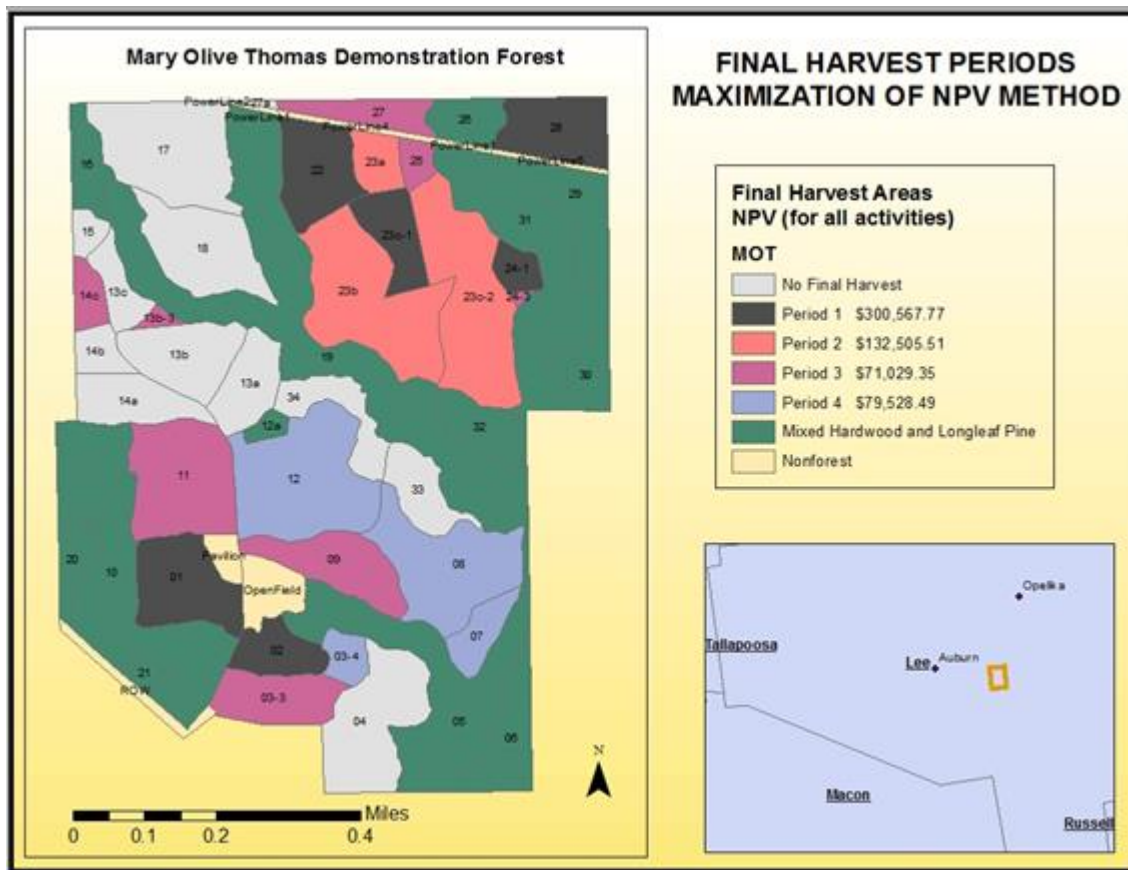 Mary Olive Thomas Demonstration Forest
FINAL HARVEST PERIODS
MAXIMIZATION OF NPV METHOD
Final Harvest Areas
NPV (for all activities)
MOT
No Final Harvest
Period 1 $300,567.77
Period 2 $132,505.51
Period 3 $71,029.35
Period 4 $79,528.49
Mixed Hardwood and Longleaf Pine
Nonforest
27
PowerLine4
17
16
22
23a
25
29
31
15
18
23c-1
24-1
24-3
14c
13c
23b
23c-2
13b-3
14b
13b
19
13a
30
14a
34
12a
32
11
12
33
20
10
01
Pavilion
OpenField
09
08
07
02
03-4
21
ROW
03-3
04
05
06
N
Miles
0 0.1 0.2 0.4
Opelika
Tallapoosa
Lee
Auburn
Macon
Russell